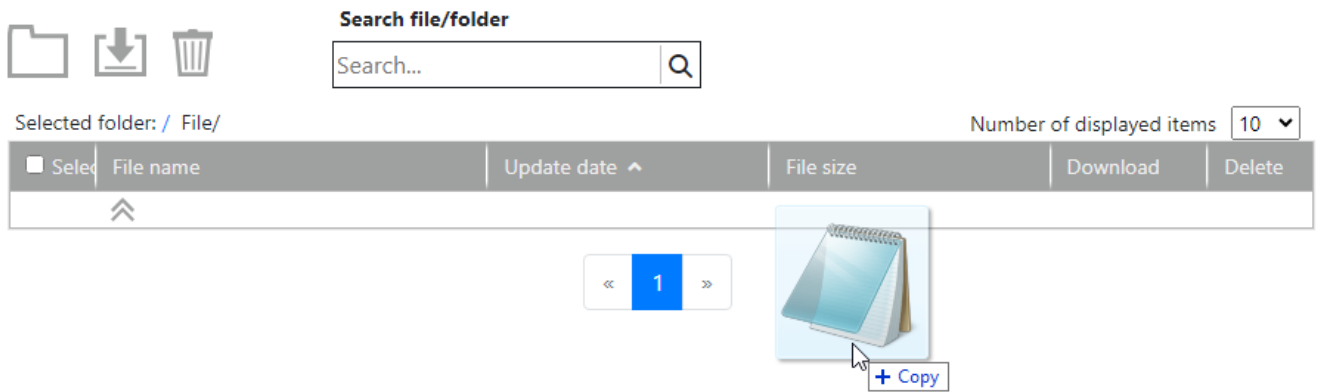 Search file/folder
Search...
Selected folder: / File/
Number of displayed items 10
Selec File name Update date File size Download Delete
« 1 »
+ Copy